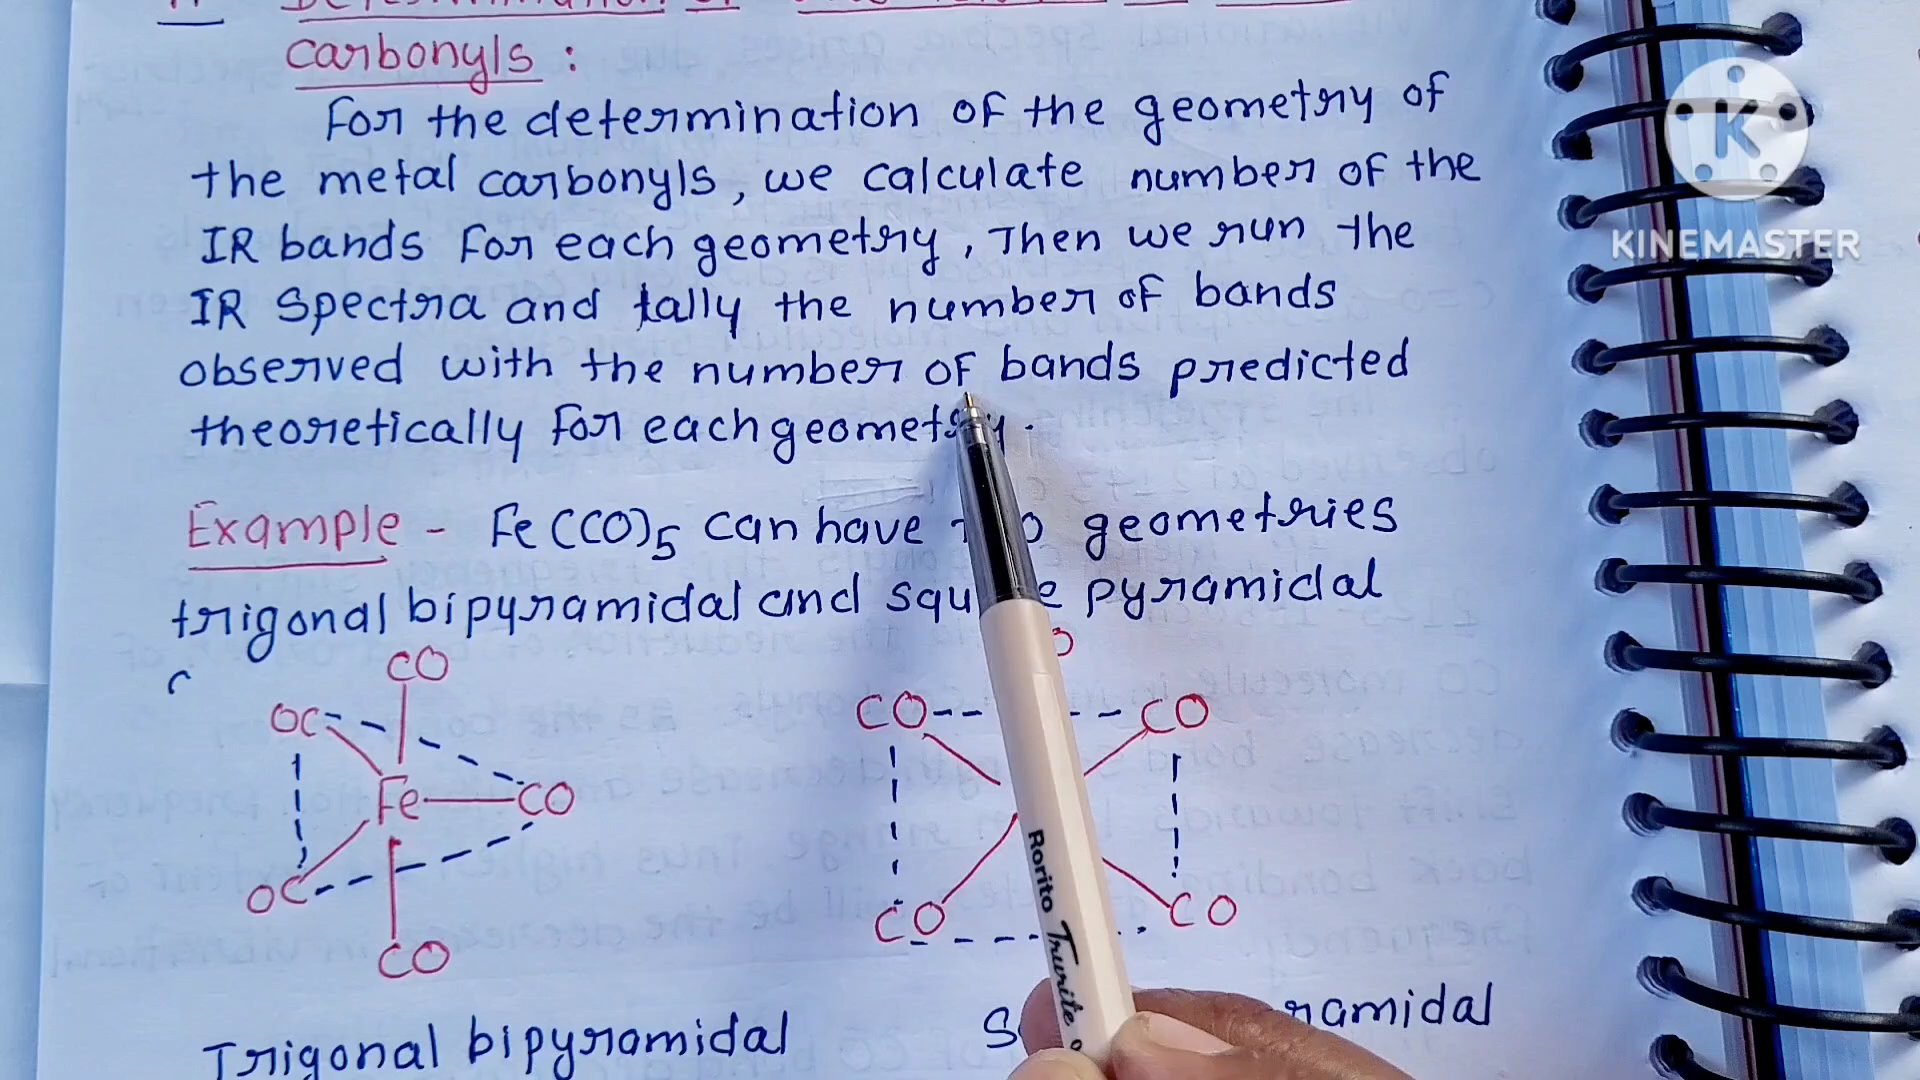 Carbonyls :
For the determination of the geometry of
the metal carbonyls, we calculate number of the
IR bands for each geometry, Then we run the
IR Spectra and tally the number of bands
observed with the number of bands predicted
theoretically for each geometry.
Example - Fe(CO)5 can have geometries
trigonal bipyramidal and pyramidal
CO
OC
Fe CO
OC
CO
Trigonal bipyramidal
CO CO
CO CO
Rorito Trurite
K
KINEMASTER